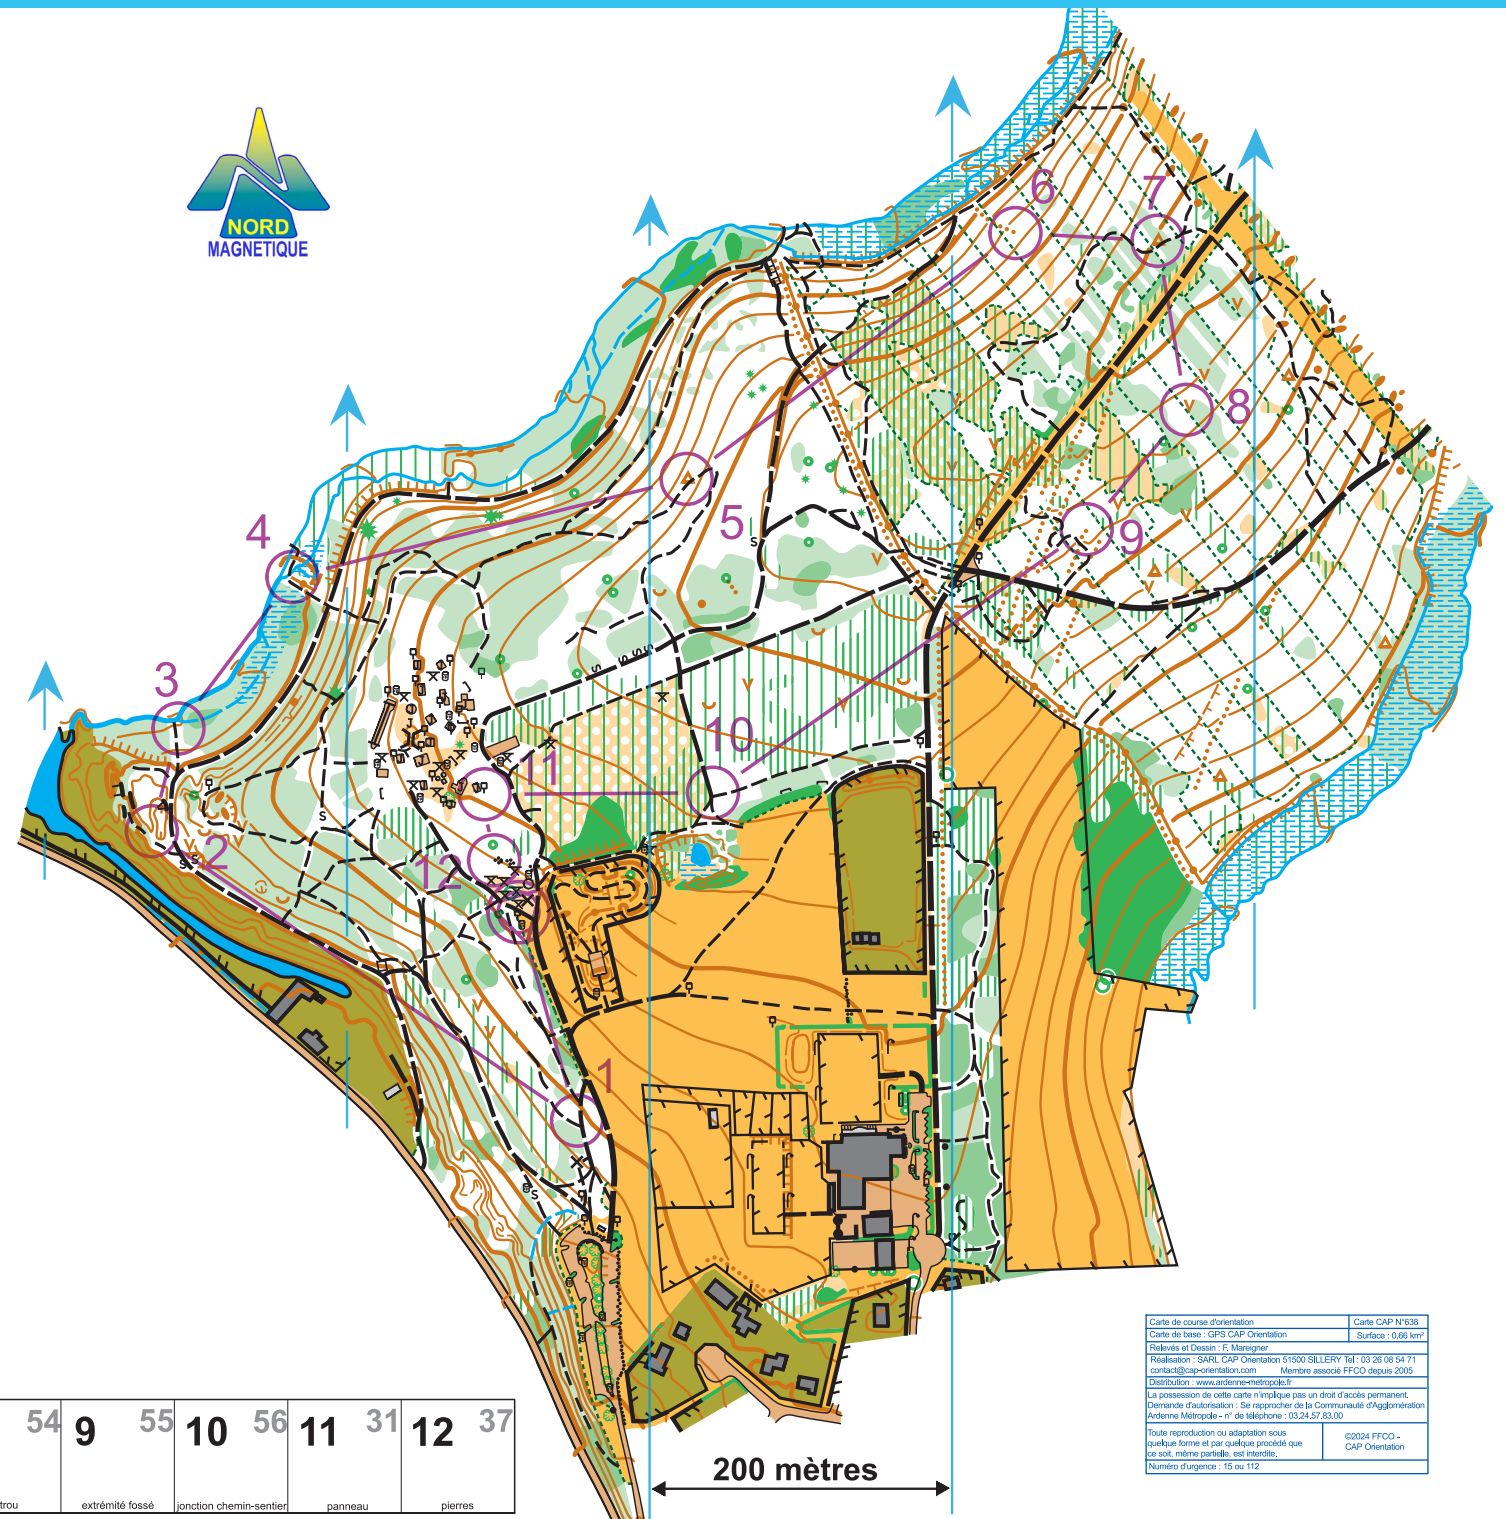 NORD
MAGNETIQUE
6
7
8
4
5
9
3
10
11
2
12
1
Carte de course d'orientation
Carte CAP N°638
Carte de base : GPS CAP Orientation
Surface : 0,66 km²
Relevés et Dessin : F. Mareigner
Réalisation : SARL CAP Orientation 51500 SILLERY Tel : 03 26 08 54 71
contact@cap-orientation.com Membre associé FFCO depuis 2005
Distribution : www.ardenne-metropole.fr
La possession de cette carte n'implique pas un droit d'accès permanent.
Demande d'autorisation : Se rapprocher de la Communauté d'Agglomération
Ardenne Métropole - n° de téléphone : 03.24.57.83.00
Toute reproduction ou adaptation sous
quelque forme et par quelque procédé que
ce soit, même partielle, est interdite.
©2024 FFCO -
CAP Orientation
Numéro d'urgence : 15 ou 112
54
9 55
10 56
11 31
12 37
trou
extrémité fossé
jonction chemin-sentier
panneau
pierres
200 mètres